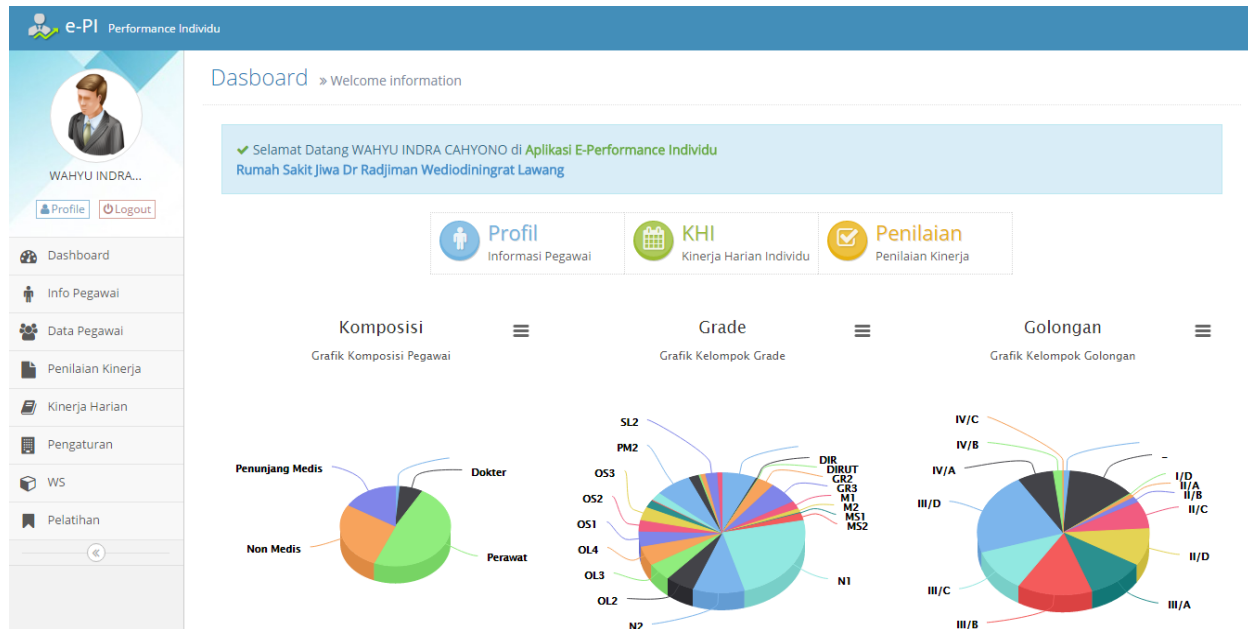 e-PI Performance Individu
WAHYU INDRA...
Profile Logout
Dashboard
Info Pegawai
Data Pegawai
Penilaian Kinerja
Kinerja Harian
Pengaturan
WS
Pelatihan
Dasboard » Welcome information
Selamat Datang WAHYU INDRA CAHYONO di Aplikasi E-Performance Individu
Rumah Sakit Jiwa Dr Radjiman Wediodiningrat Lawang
Profil
Informasi Pegawai
KHI
Kinerja Harian Individu
Penilaian
Penilaian Kinerja
Komposisi
Grafik Komposisi Pegawai
Dokter
Perawat
Non Medis
Penunjang Medis
Grade
Grafik Kelompok Grade
DIR
DIRUT
GR2
GR3
M1
M2
MS1
MS2
N1
N2
OL2
OL3
OL4
OS1
OS2
OS3
PM2
SL2
Golongan
Grafik Kelompok Golongan
-
I/D
II/A
II/B
II/C
II/D
III/A
III/B
III/C
III/D
IV/A
IV/B
IV/C